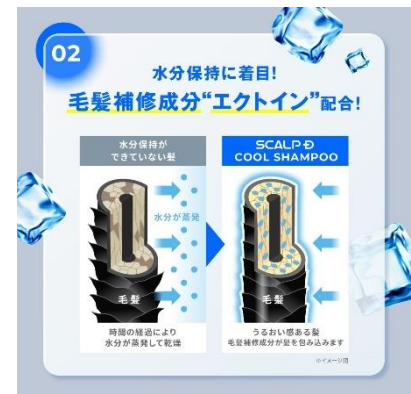 02
水分保持に着目!
毛髪補修成分“エクトイン”配合!
水分保持が
できていない髪
水分が蒸発
毛髪
時間の経過により
水分が蒸発して乾燥
SCALP D
COOL SHAMPOO
毛髪
うるおい感ある髪
毛髪補修成分が髪を包み込みます
※イメージ図